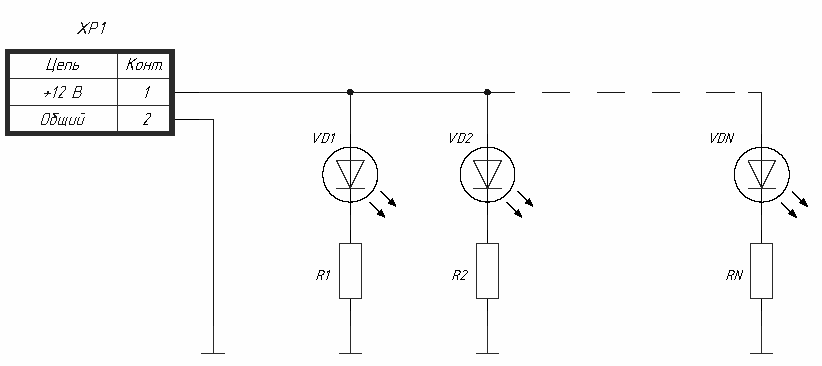 XP1
Цепь Конт.
+12 В 1
Общий 2
VD1 VD2 VDN
R1 R2 RN